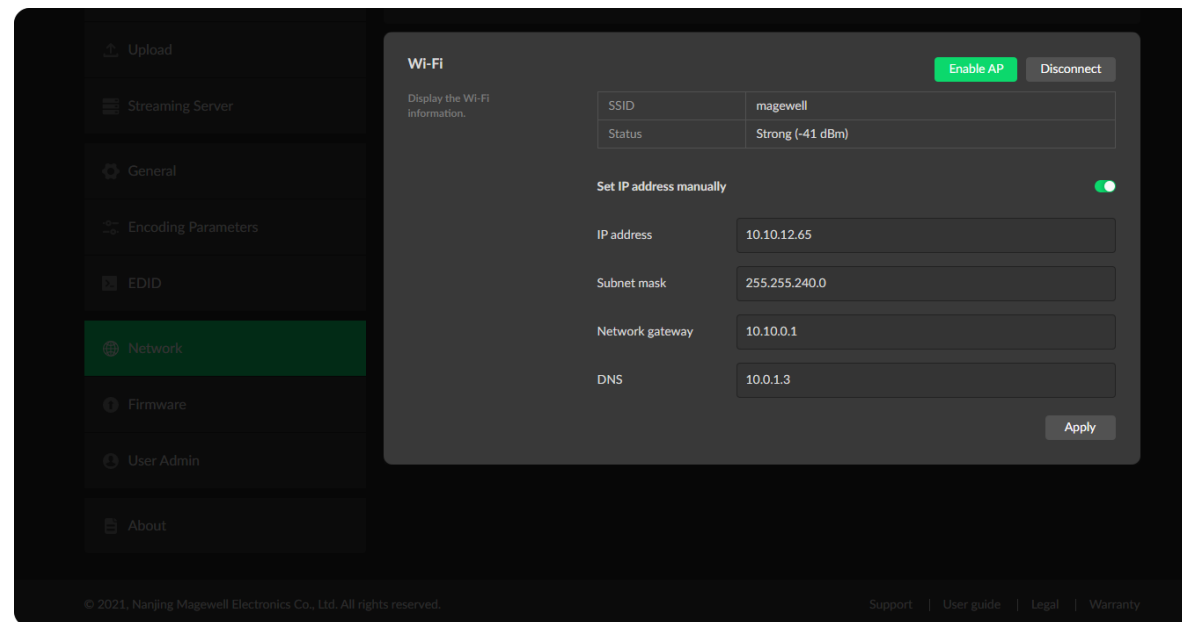 Upload
Streaming Server
General
Encoding Parameters
EDID
Network
Firmware
User Admin
About
Wi-Fi
Display the Wi-Fi
information.
Enable AP
Disconnect
SSID magewell
Status Strong (-41 dBm)
Set IP address manually
IP address 10.10.12.65
Subnet mask 255.255.240.0
Network gateway 10.10.0.1
DNS 10.0.1.3
Apply
© 2021, Nanjing Magewell Electronics Co., Ltd. All rights reserved.
Support | User guide | Legal | Warranty